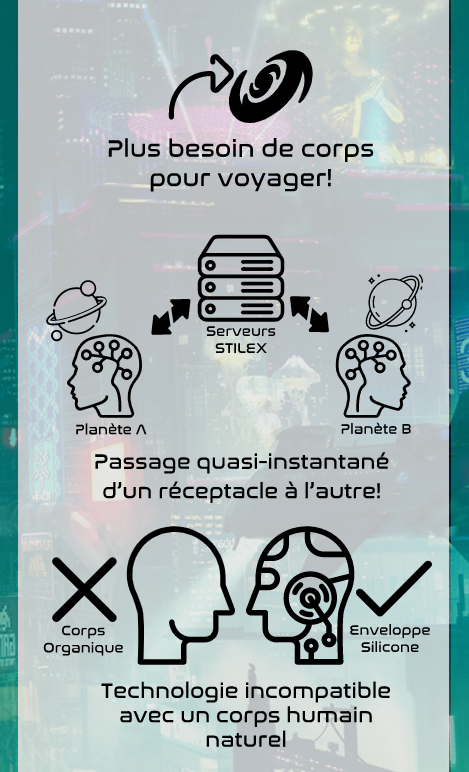 Plus besoin de corps
pour voyager!
Serveurs
STILEX
Planète A
Planète B
Passage quasi-instantané
d'un réceptacle à l'autre!
Corps
Organique
Enveloppe
Silicone
Technologie incompatible
avec un corps humain
naturel